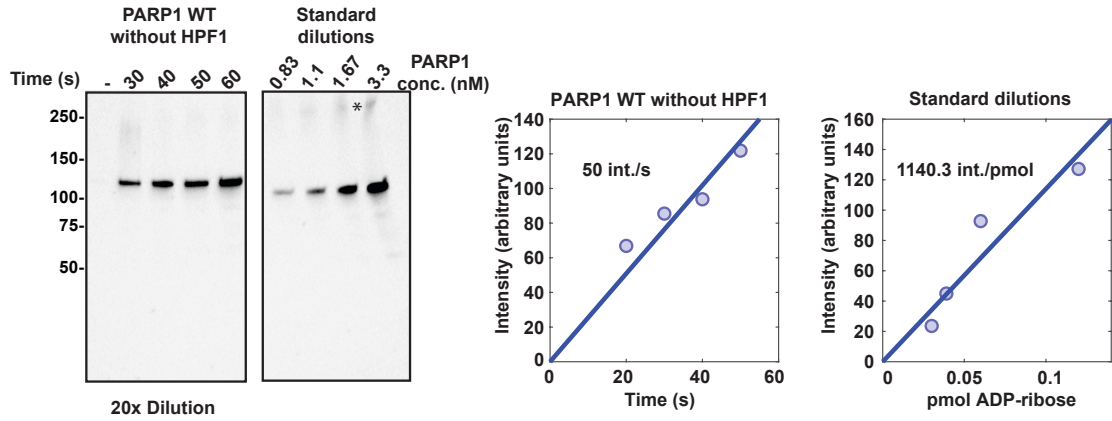 PARP1 WT
without HPF1
Standard
dilutions
Time (s)
-
30
40
50
60
0.83
1.1
1.67
3.3
PARP1
conc. (nM)
*
250-
150-
100-
75-
50-
20x Dilution
PARP1 WT without HPF1
Intensity (arbitrary units)
140
120
100
80
60
40
20
0
50 int./s
0
20
40
60
Time (s)
Standard dilutions
Intensity (arbitrary units)
160
140
120
100
80
60
40
20
0
1140.3 int./pmol
0
0.05
0.1
pmol ADP-ribose